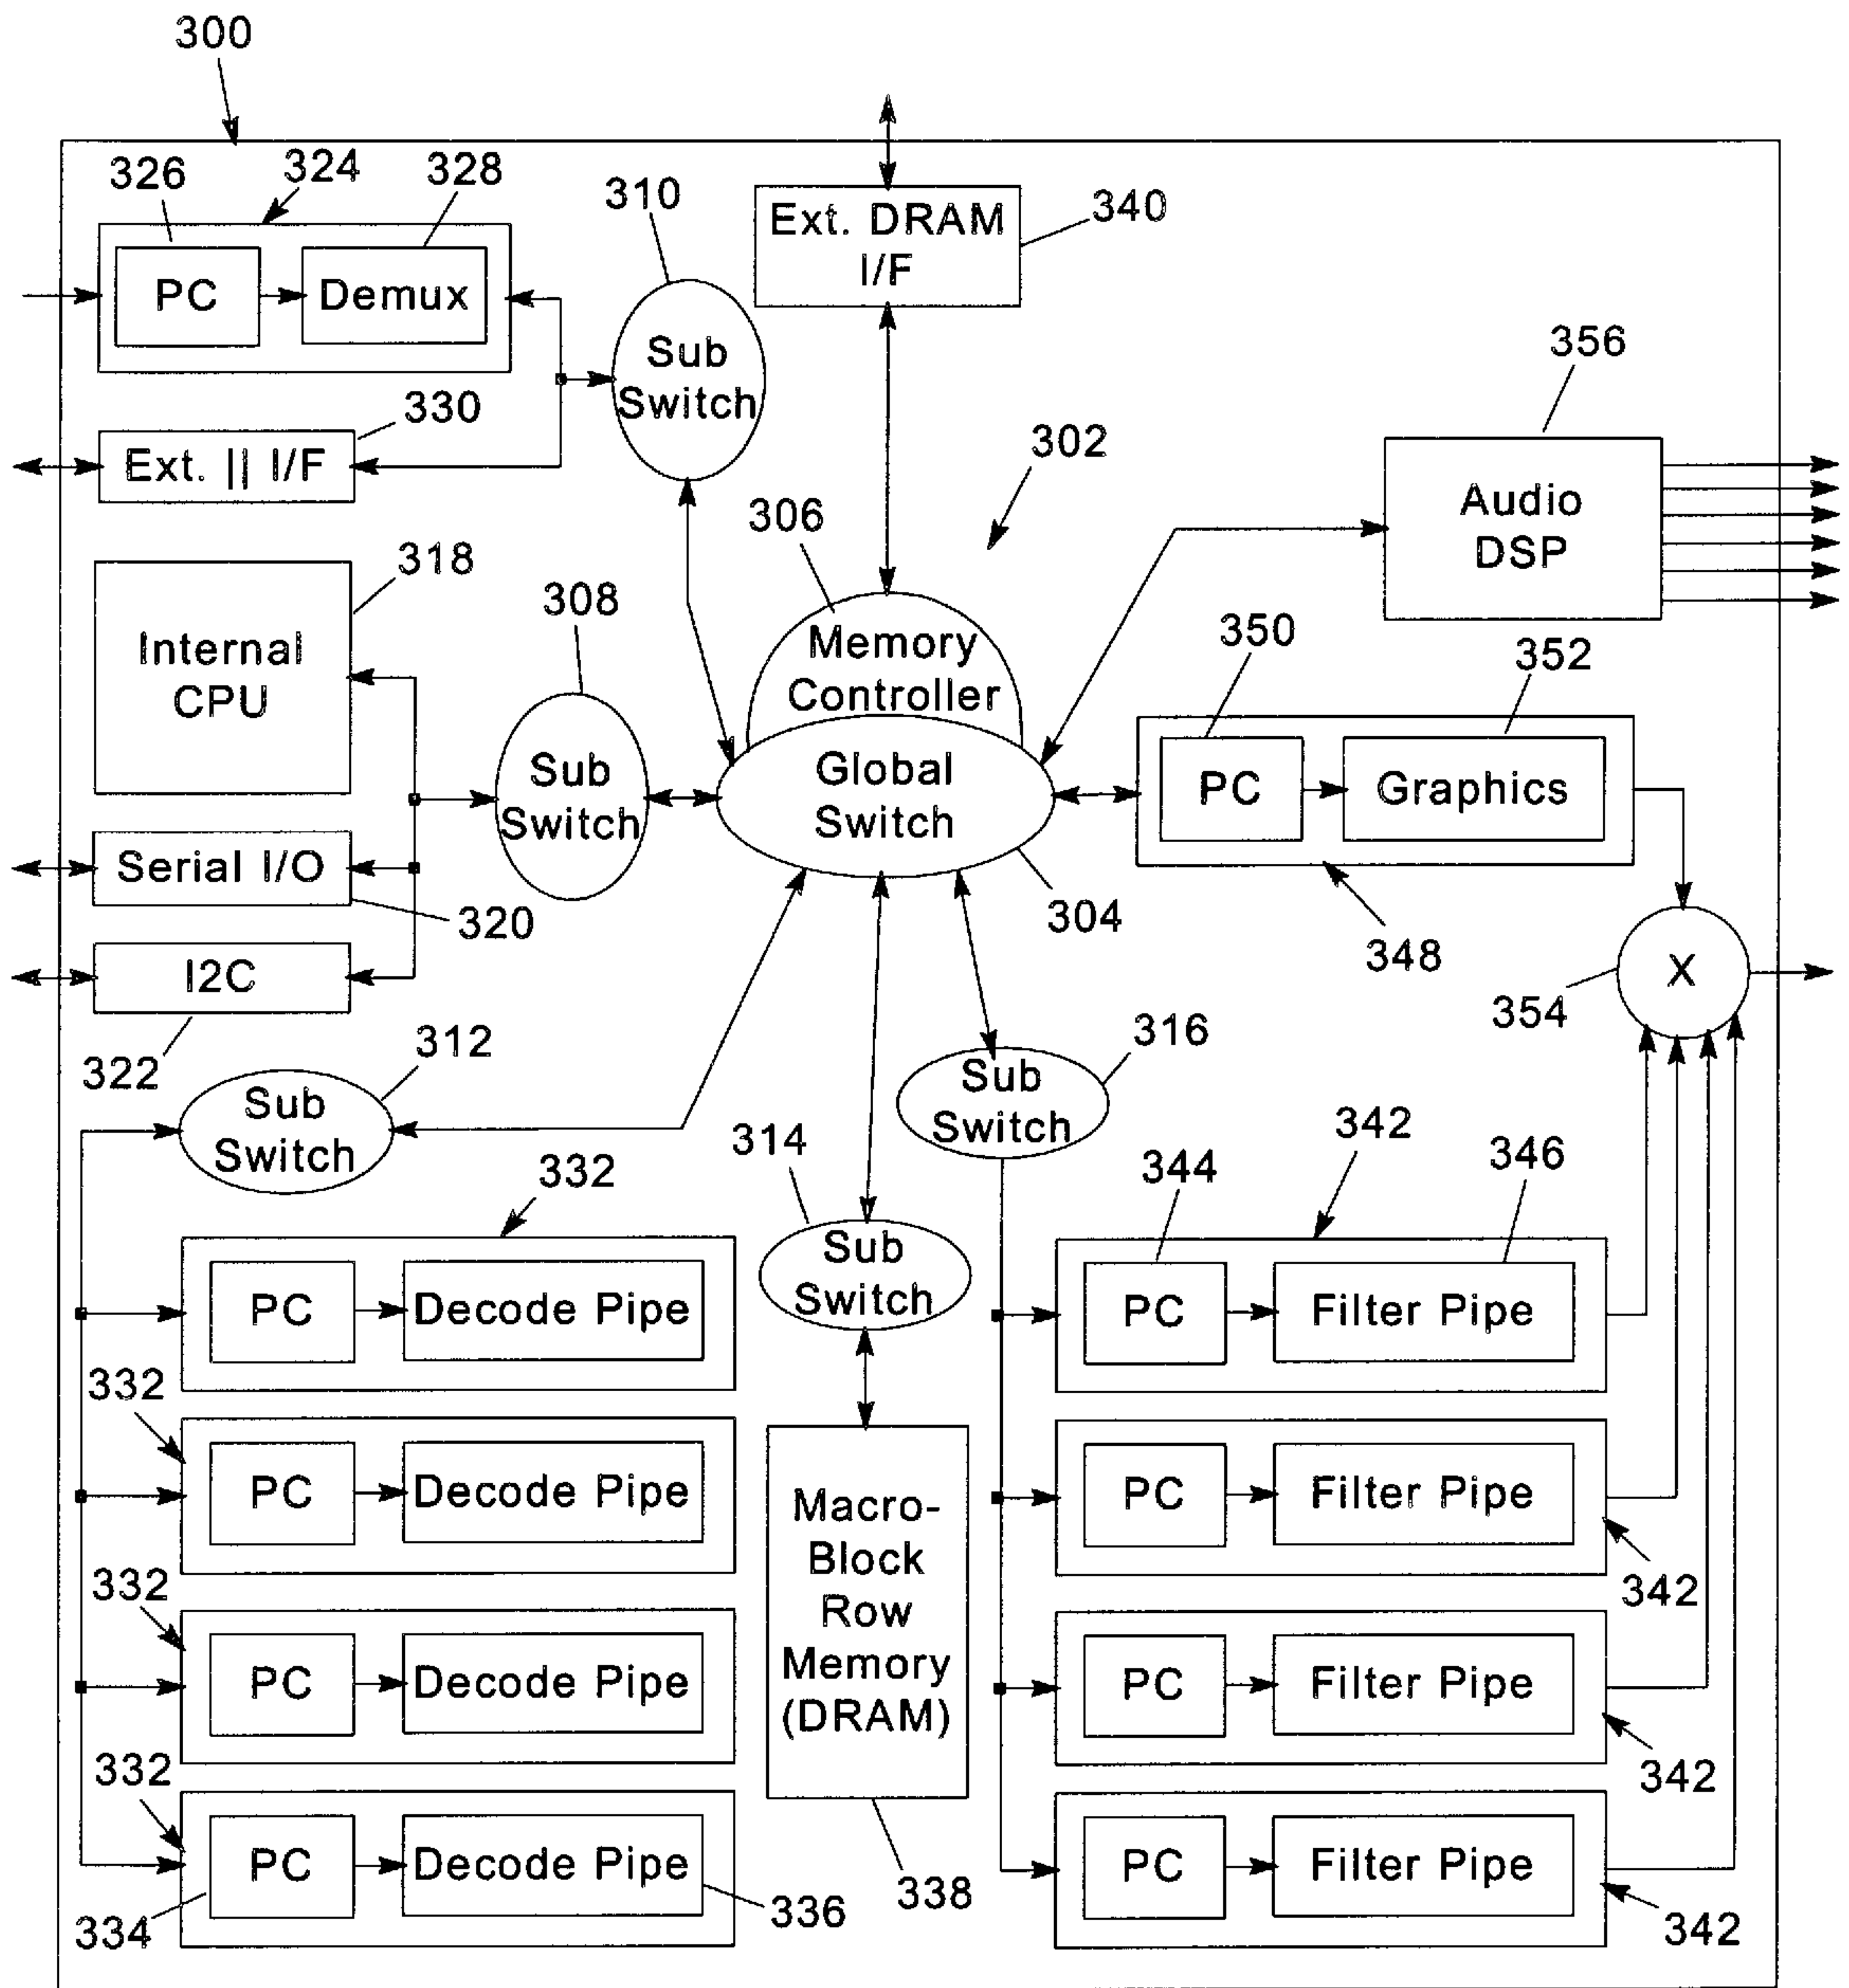 300
326
324
328
310
340
Ext. DRAM
I/F
PC
Demux
Sub
Switch
330
Ext. || I/F
302
356
Audio
DSP
306
318
308
Internal
CPU
Memory
Controller
350
352
Sub
Switch
Global
Switch
PC
Graphics
Serial I/O
320
304
348
I2C
X
354
322
312
316
Sub
Switch
Sub
Switch
314
332
342
344
346
Sub
Switch
PC
Decode Pipe
PC
Filter Pipe
332
PC
Decode Pipe
Macro-
Block
Row
Memory
(DRAM)
PC
Filter Pipe
342
332
PC
Decode Pipe
PC
Filter Pipe
342
332
PC
Decode Pipe
PC
Filter Pipe
334
336
338
342